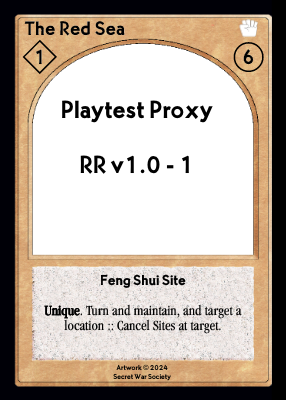 The Red Sea
1
6
Playtest Proxy
RR v1.0 - 1
Feng Shui Site
Unique. Turn and maintain, and target a
location :: Cancel Sites at target.
Artwork © 2024
Secret War Society